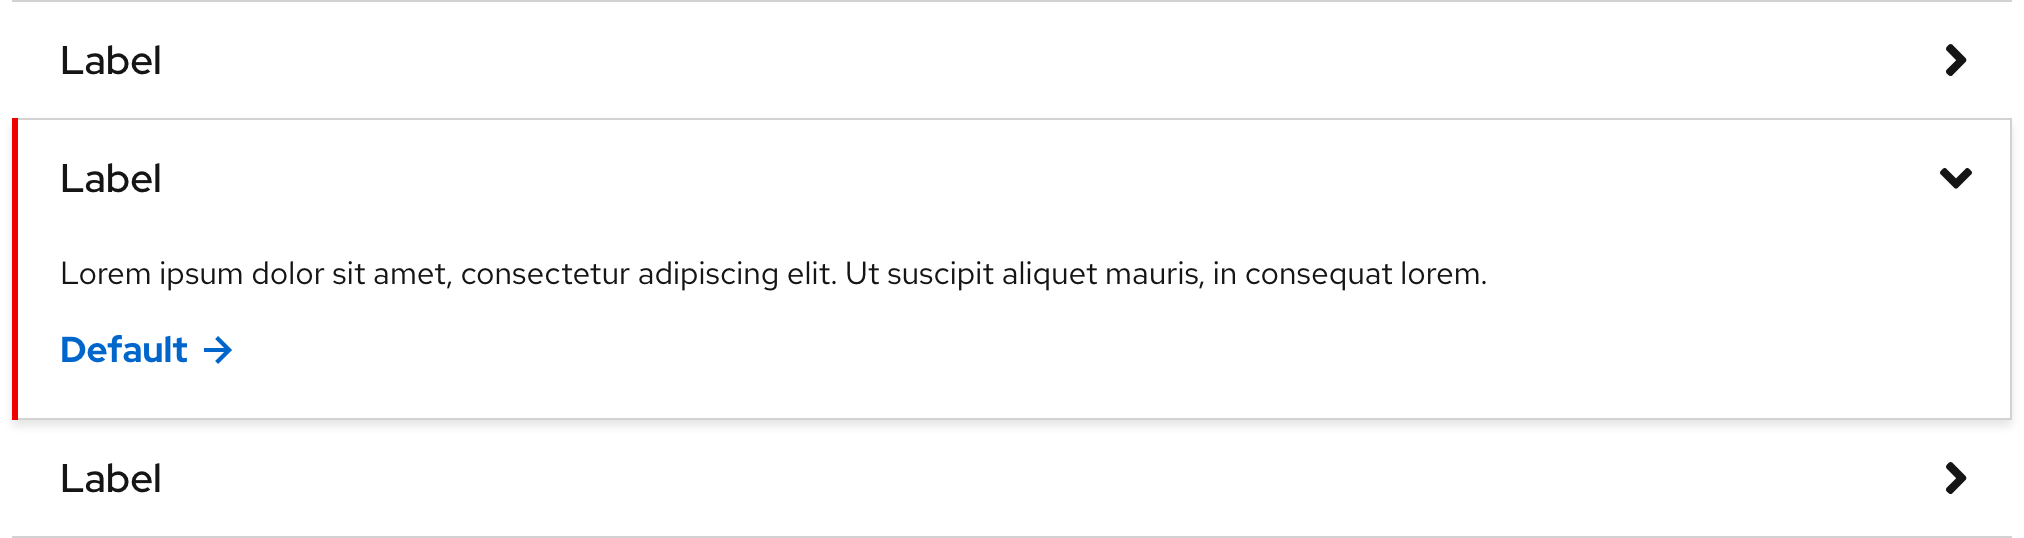 Label
Label
Lorem ipsum dolor sit amet, consectetur adipiscing elit. Ut suscipit aliquet mauris, in consequat lorem.
Default →
Label